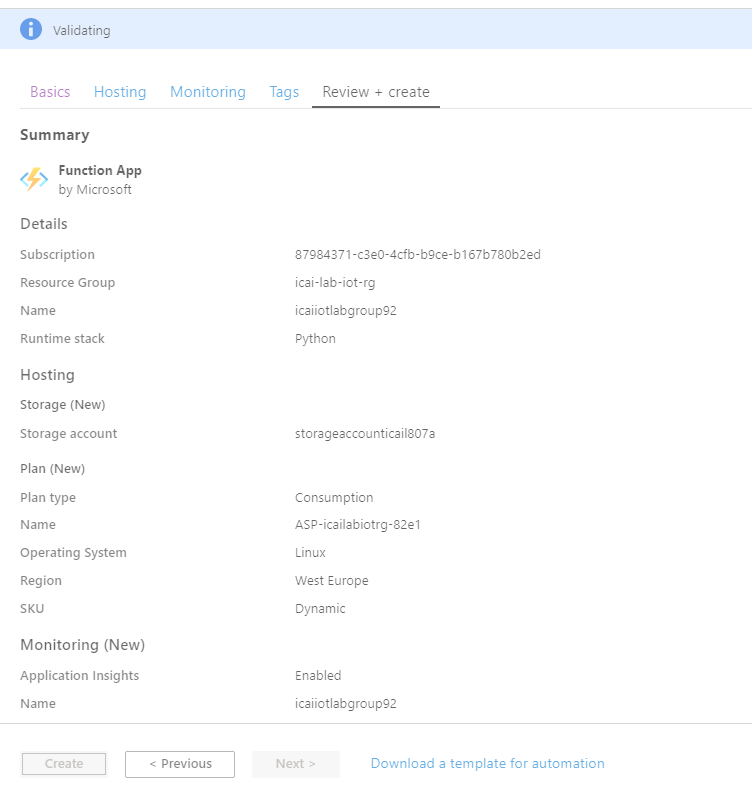 Validating
Basics Hosting Monitoring Tags Review + create
Summary
Function App
by Microsoft
Details
Subscription 87984371-c3e0-4cfb-b9ce-b167b780b2ed
Resource Group icai-lab-iot-rg
Name icaiiotlabgroup92
Runtime stack Python
Hosting
Storage (New)
Storage account storageaccounticail807a
Plan (New)
Plan type Consumption
Name ASP-icailabiotrg-82e1
Operating System Linux
Region West Europe
SKU Dynamic
Monitoring (New)
Application Insights Enabled
Name icaiiotlabgroup92
Create < Previous Next > Download a template for automation